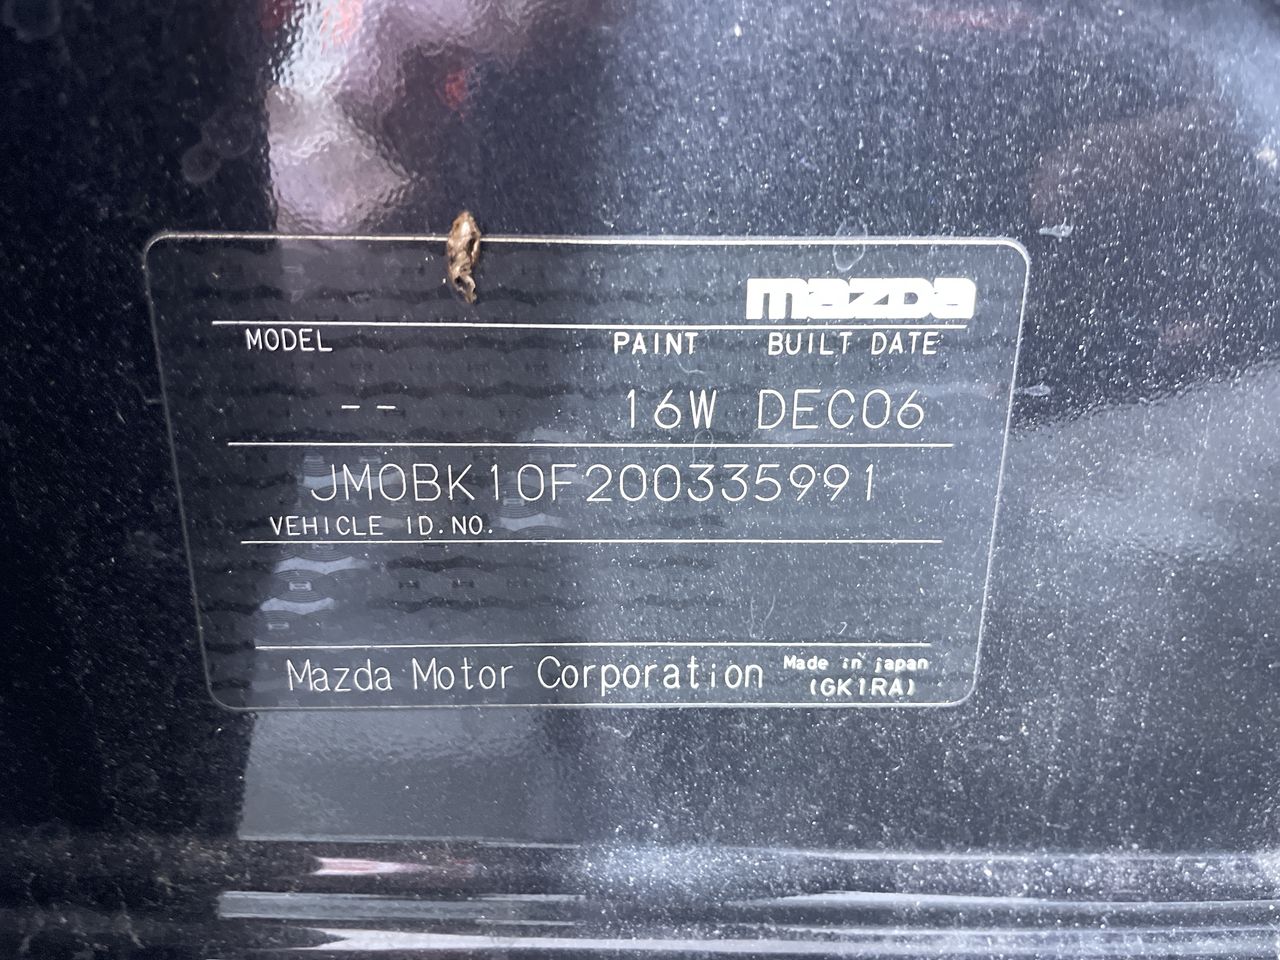 mazda
MODEL PAINT BUILT DATE
-- 16W DEC06
JM0BK10F200335991
VEHICLE ID.NO.
Mazda Motor Corporation Made in japan
(GK1RA)